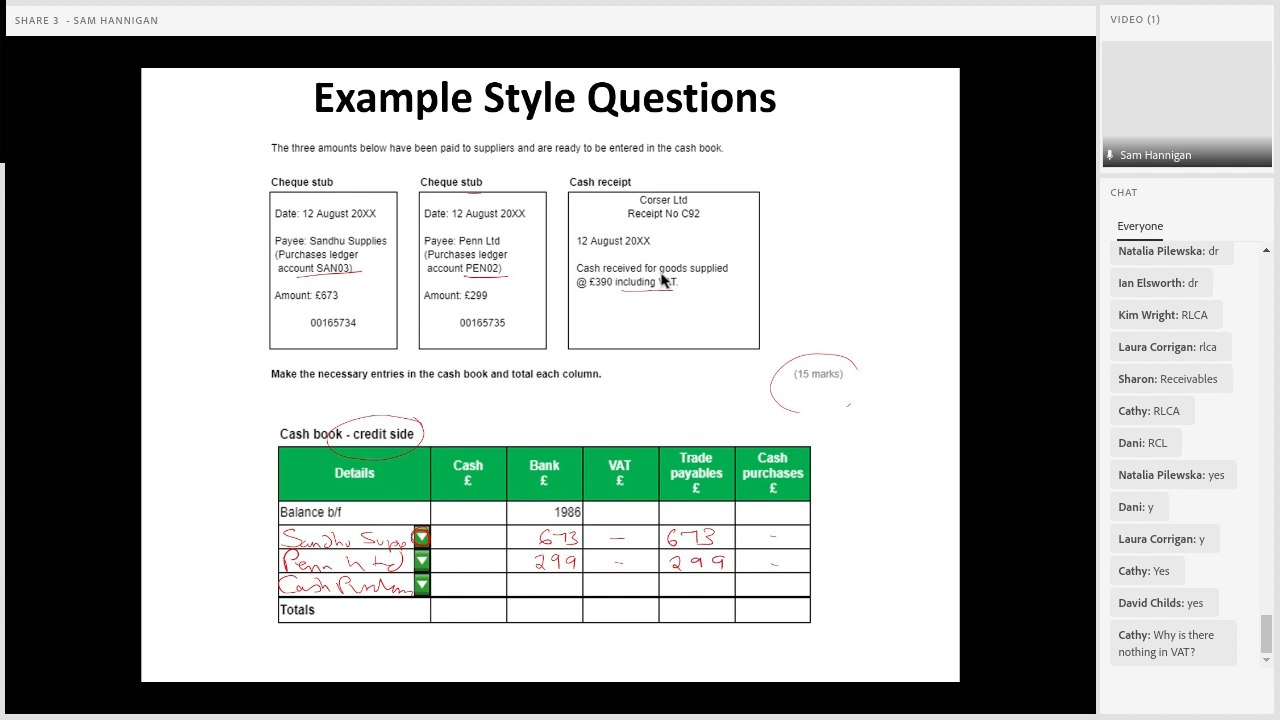 SHARE 3 - SAM HANNIGAN
Example Style Questions
The three amounts below have been paid to suppliers and are ready to be entered in the cash book.
Cheque stub
Date: 12 August 20XX
Payee: Sandhu Supplies
(Purchases ledger
account SAN03)
Amount: £673
00165734
Cheque stub
Date: 12 August 20XX
Payee: Penn Ltd
(Purchases ledger
account PEN02)
Amount: £299
00165735
Cash receipt
Corser Ltd
Receipt No C92
12 August 20XX
Cash received for goods supplied
@ £390 including VAT.
Make the necessary entries in the cash book and total each column. (15 marks)
Cash book - credit side
Details Cash £ Bank £ VAT £ Trade payables £ Cash purchases £
Balance b/f 1986
Sandhu Supp 673 - 673 -
Penn Ltd 299 - 299 -
Cash
Totals
VIDEO (1)
Sam Hannigan
CHAT
Everyone
Natalia Pilewska: dr
Ian Elsworth: dr
Kim Wright: RLCA
Laura Corrigan: rlca
Sharon: Receivables
Cathy: RLCA
Dani: RCL
Natalia Pilewska: yes
Dani: y
Laura Corrigan: y
Cathy: Yes
David Childs: yes
Cathy: Why is there
nothing in VAT?